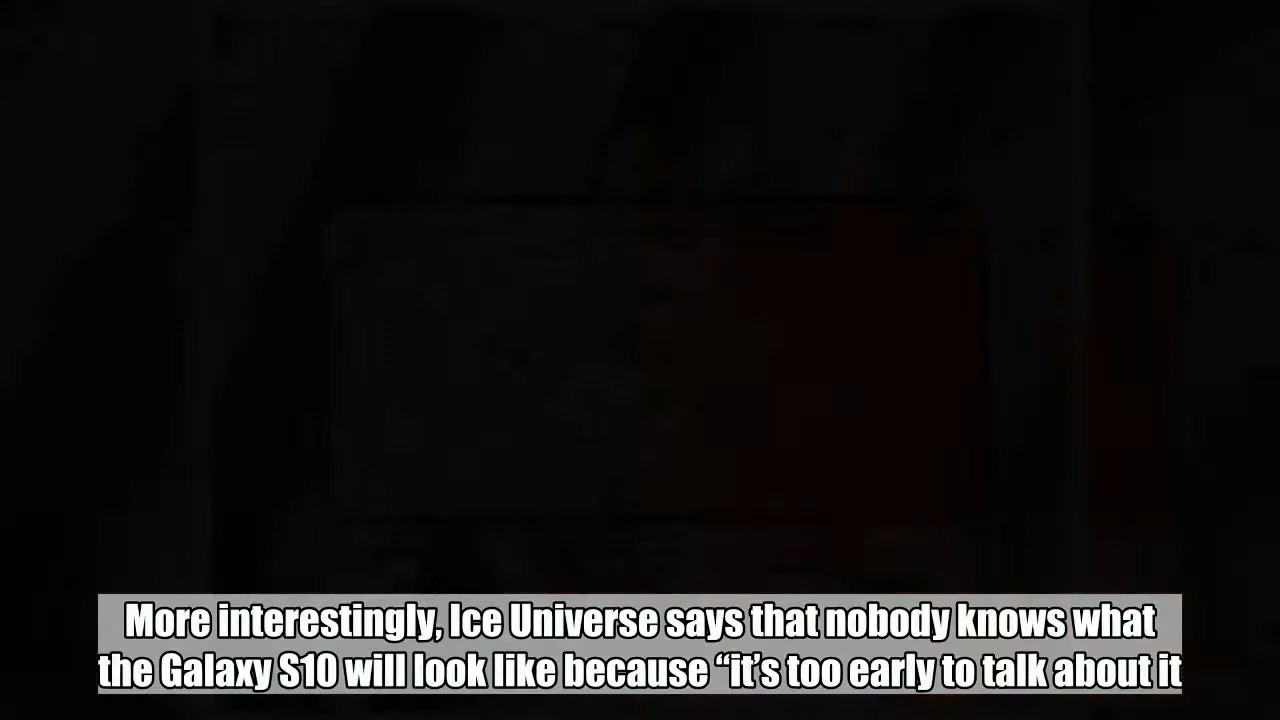 More interestingly, Ice Universe says that nobody knows what
the Galaxy S10 will look like because “it’s too early to talk about it